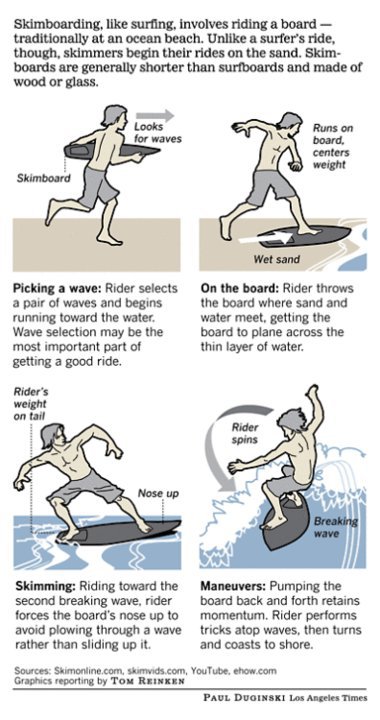 Skimboarding, like surfing, involves riding a board —
traditionally at an ocean beach. Unlike a surfer's ride,
though, skimmers begin their rides on the sand. Skim-
boards are generally shorter than surfboards and made of
wood or glass.
Looks
for waves
Skimboard
Runs on
board,
centers
weight
Wet sand
Picking a wave: Rider selects
a pair of waves and begins
running toward the water.
Wave selection may be the
most important part of
getting a good ride.
On the board: Rider throws
the board where sand and
water meet, getting the
board to plane across the
thin layer of water.
Rider's
weight
on tail
Nose up
Rider
spins
Breaking
wave
Skimming: Riding toward the
second breaking wave, rider
forces the board's nose up to
avoid plowing through a wave
rather than sliding up it.
Maneuvers: Pumping the
board back and forth retains
momentum. Rider performs
tricks atop waves, then turns
and coasts to shore.
Sources: Skimonline.com, skimvids.com, YouTube, ehow.com
Graphics reporting by TOM REINKEN
PAUL DUGINSKI Los Angeles Times